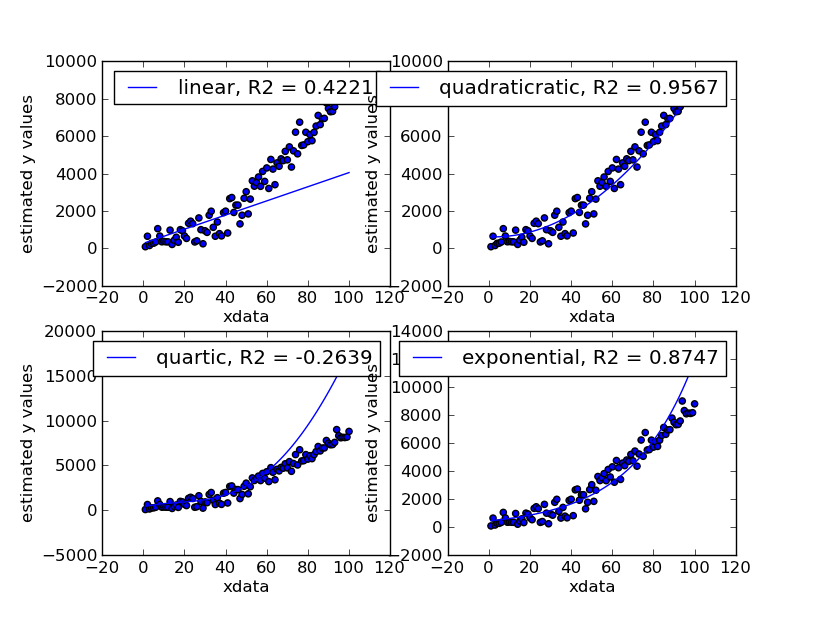 10000
8000
6000
4000
2000
0
−2000
estimated y values
linear, R2 = 0.4221
−20 0 20 40 60 80 100 120
xdata
10000
6000
4000
2000
0
−2000
estimated y values
quadraticratic, R2 = 0.9567
−20 0 20 40 60 80 100 120
xdata
20000
15000
10000
5000
0
−5000
estimated y values
quartic, R2 = -0.2639
−20 0 20 40 60 80 100 120
xdata
14000
10000
8000
6000
4000
2000
0
−2000
estimated y values
exponential, R2 = 0.8747
−20 0 20 40 60 80 100 120
xdata